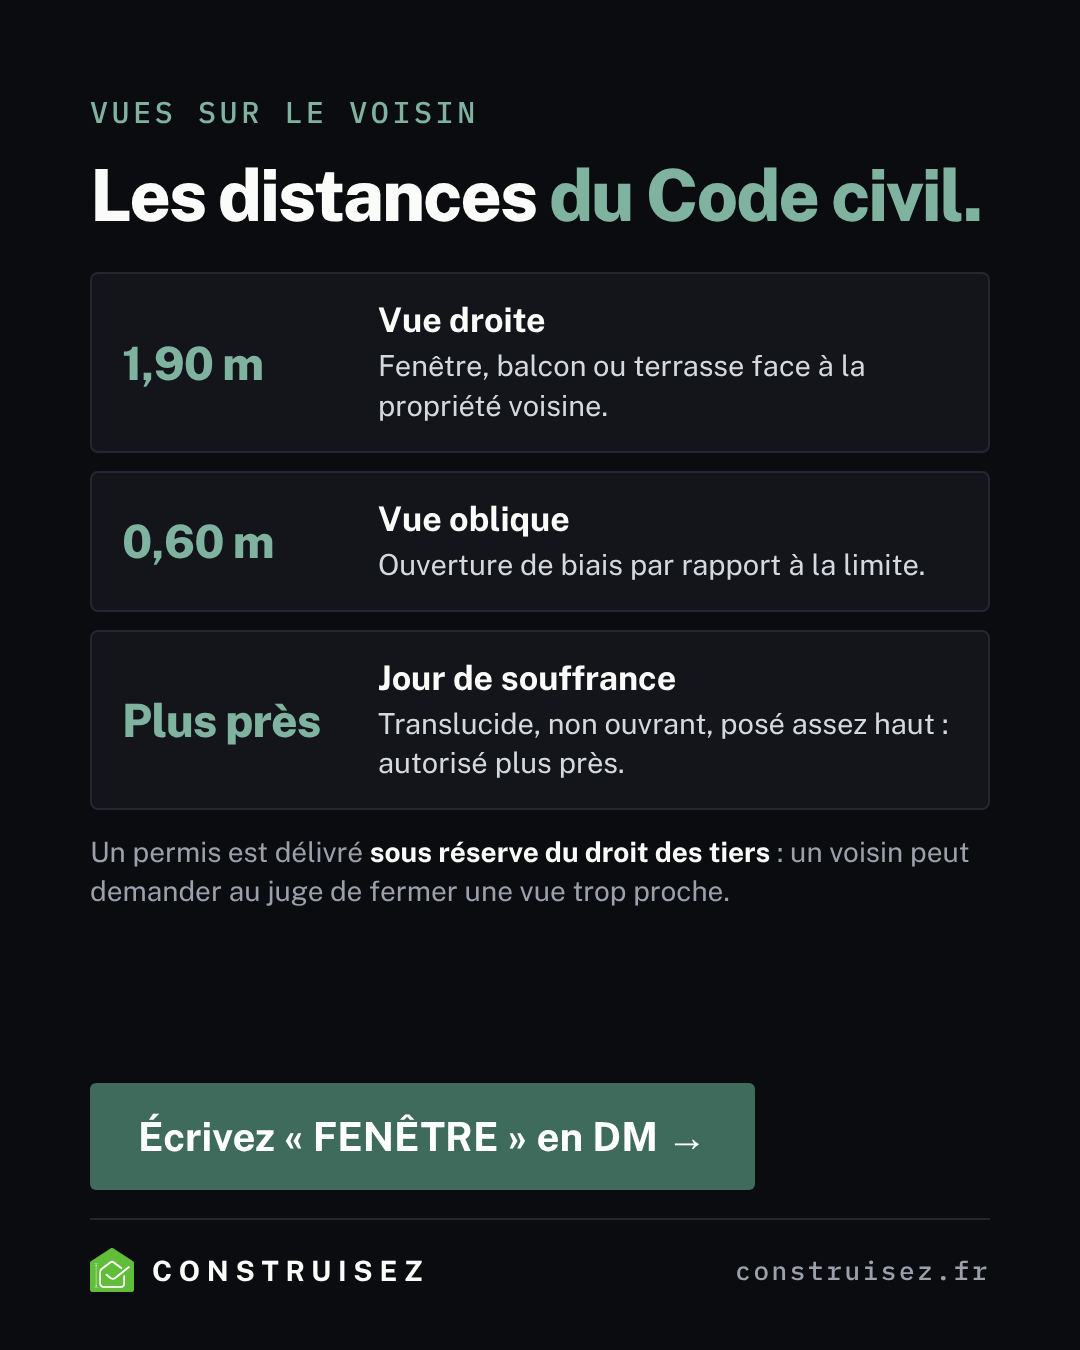 VUES SUR LE VOISIN
Les distances du Code civil.
1,90 m
Vue droite
Fenêtre, balcon ou terrasse face à la
propriété voisine.
0,60 m
Vue oblique
Ouverture de biais par rapport à la limite.
Plus près
Jour de souffrance
Translucide, non ouvrant, posé assez haut :
autorisé plus près.
Un permis est délivré sous réserve du droit des tiers : un voisin peut
demander au juge de fermer une vue trop proche.
Écrivez « FENÊTRE » en DM →
CONSTRUISEZ
construisez.fr